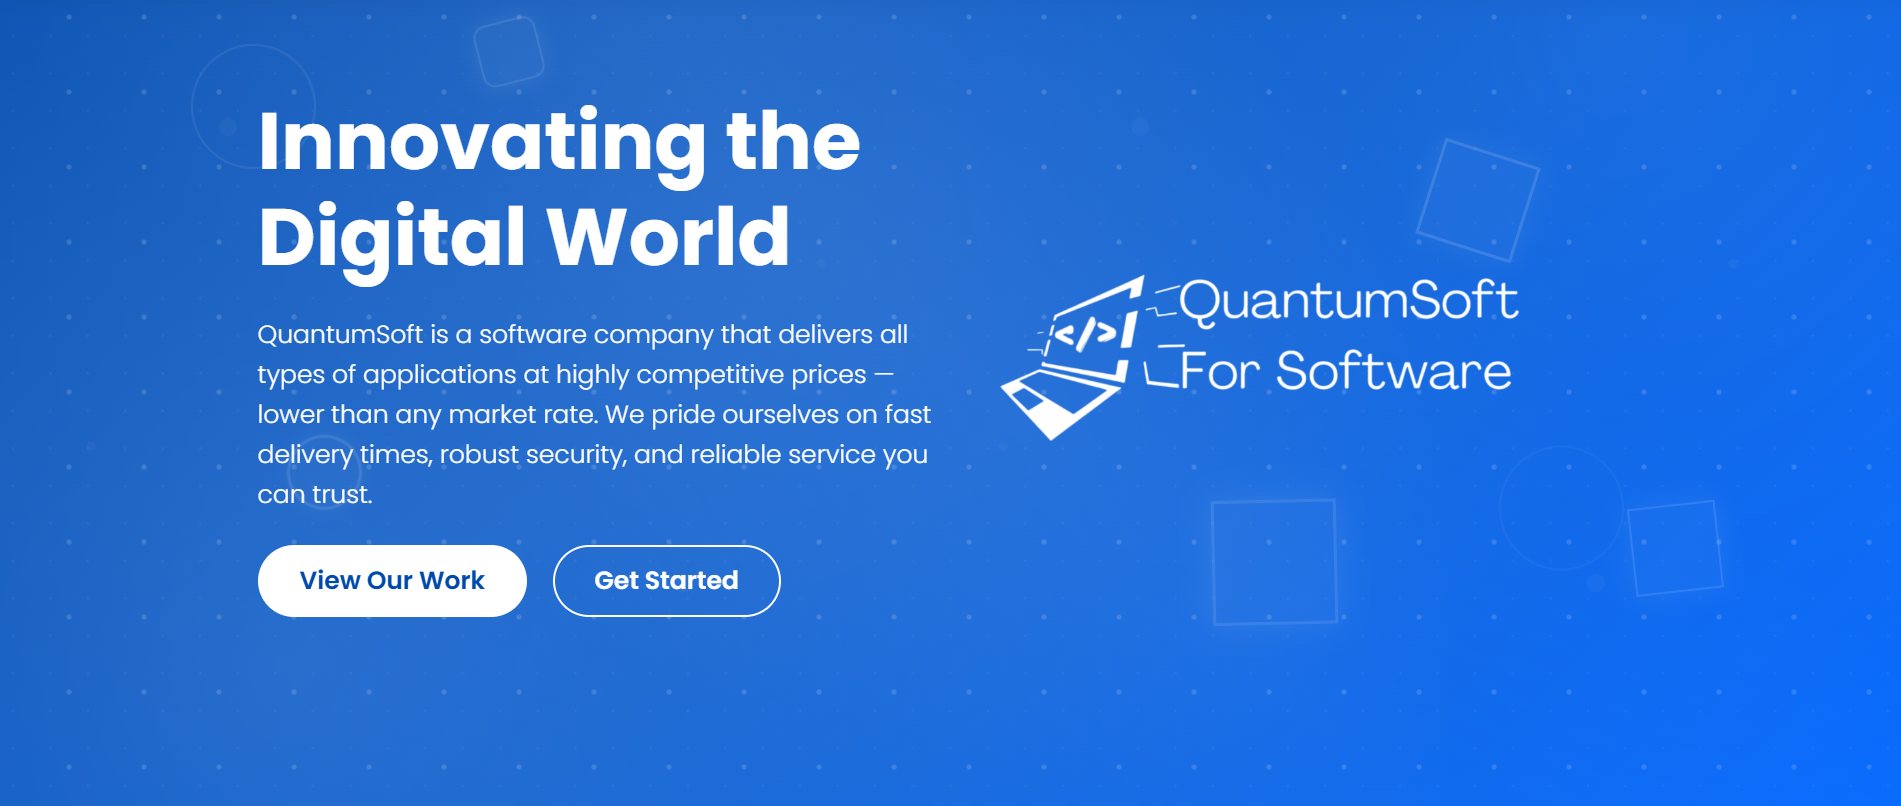 Innovating the
Digital World
QuantumSoft is a software company that delivers all
types of applications at highly competitive prices —
lower than any market rate. We pride ourselves on fast
delivery times, robust security, and reliable service you
can trust.
View Our Work
Get Started
</>
QuantumSoft
For Software